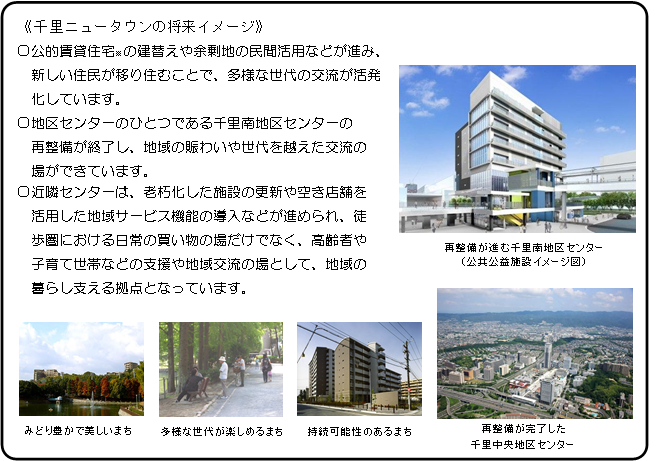 《千里ニュータウンの将来イメージ》
○公的賃貸住宅※の建替えや余剰地の民間活用などが進み、
新しい住民が移り住むことで、多様な世代の交流が活発
化しています。
○地区センターのひとつである千里南地区センターの
再整備が終了し、地域の賑わいや世代を越えた交流の
場ができています。
○近隣センターは、老朽化した施設の更新や空き店舗を
活用した地域サービス機能の導入などが進められ、徒
歩圏における日常の買い物の場だけでなく、高齢者や
子育て世帯などの支援や地域交流の場として、地域の
暮らし支える拠点となっています。
再整備が進む千里南地区センター
（公共公益施設イメージ図）
みどり豊かで美しいまち
多様な世代が楽しめるまち
持続可能性のあるまち
再整備が完了した
千里中央地区センター